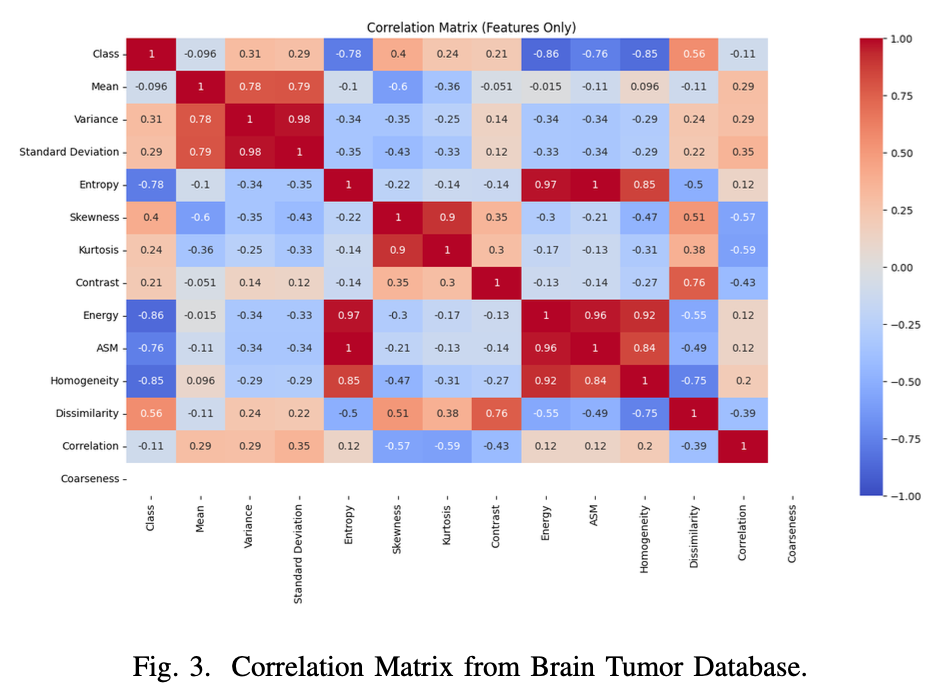 Correlation Matrix (Features Only)
Class 1 -0.096 0.31 0.29 -0.78 0.4 0.24 0.21 -0.86 -0.76 -0.85 0.56 -0.11
Mean -0.096 1 0.78 0.79 -0.1 -0.6 -0.36 -0.051 -0.015 -0.11 0.096 -0.11 0.29
Variance 0.31 0.78 1 0.98 -0.34 -0.35 -0.25 0.14 -0.34 -0.34 -0.29 0.24 0.29
Standard Deviation 0.29 0.79 0.98 1 -0.35 -0.43 -0.33 0.12 -0.33 -0.34 -0.29 0.22 0.35
Entropy -0.78 -0.1 -0.34 -0.35 1 -0.22 -0.14 -0.14 0.97 1 0.85 -0.5 0.12
Skewness 0.4 -0.6 -0.35 -0.43 -0.22 1 0.9 0.35 -0.3 -0.21 -0.47 0.51 -0.57
Kurtosis 0.24 -0.36 -0.25 -0.33 -0.14 0.9 1 0.3 -0.17 -0.13 -0.31 0.38 -0.59
Contrast 0.21 -0.051 0.14 0.12 -0.14 0.35 0.3 1 -0.13 -0.14 -0.27 0.76 -0.43
Energy -0.86 -0.015 -0.34 -0.33 0.97 -0.3 -0.17 -0.13 1 0.96 0.92 -0.55 0.12
ASM -0.76 -0.11 -0.34 -0.34 1 -0.21 -0.13 -0.14 0.96 1 0.84 -0.49 0.12
Homogeneity -0.85 0.096 -0.29 -0.29 0.85 -0.47 -0.31 -0.27 0.92 0.84 1 -0.75 0.2
Dissimilarity 0.56 -0.11 0.24 0.22 -0.5 0.51 0.38 0.76 -0.55 -0.49 -0.75 1 -0.39
Correlation -0.11 0.29 0.29 0.35 0.12 -0.57 -0.59 -0.43 0.12 0.12 0.2 -0.39 1
Coarseness
Class
Mean
Variance
Standard Deviation
Entropy
Skewness
Kurtosis
Contrast
Energy
ASM
Homogeneity
Dissimilarity
Correlation
Coarseness
1.00
0.75
0.50
0.25
0.00
−0.25
−0.50
−0.75
−1.00
Fig. 3. Correlation Matrix from Brain Tumor Database.